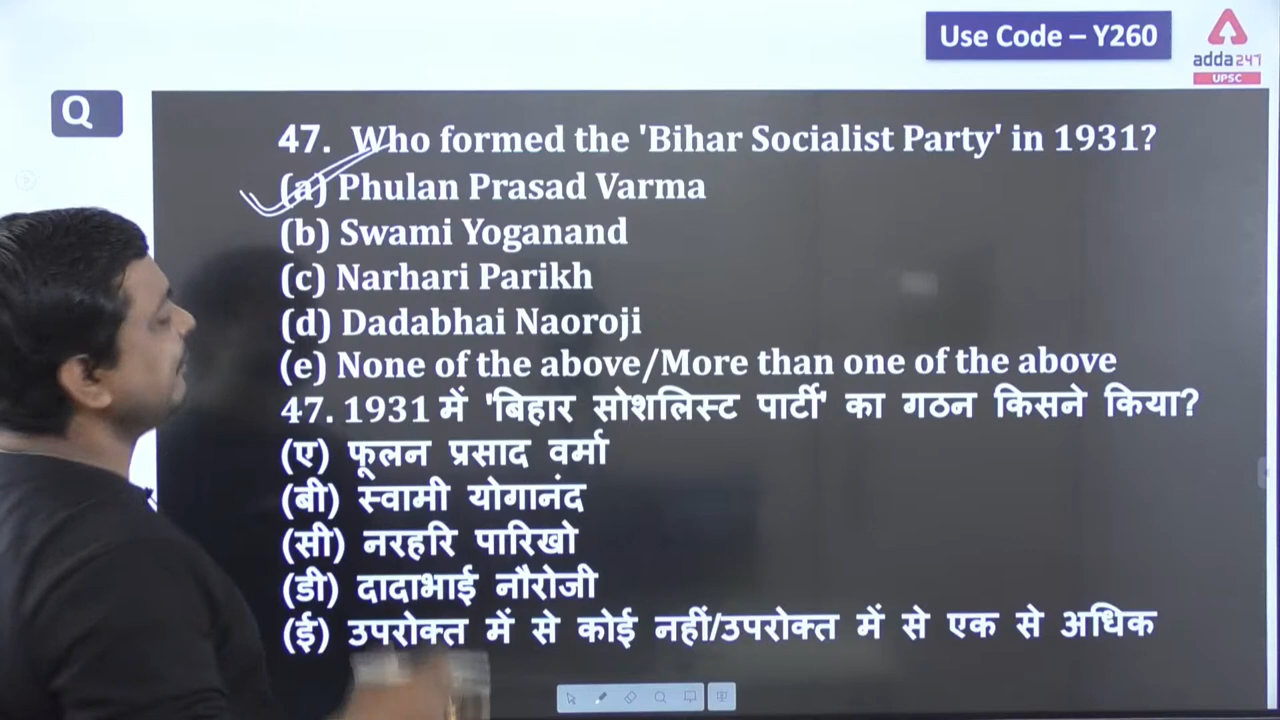 Use Code – Y260
adda247
UPSC
Q
47. Who formed the 'Bihar Socialist Party' in 1931?
(a) Phulan Prasad Varma
(b) Swami Yoganand
(c) Narhari Parikh
(d) Dadabhai Naoroji
(e) None of the above/More than one of the above
47. 1931 में 'बिहार सोशलिस्ट पार्टी' का गठन किसने किया?
(ए) फूलन प्रसाद वर्मा
(बी) स्वामी योगानंद
(सी) नरहरि पारिखो
(डी) दादाभाई नौरोजी
(ई) उपरोक्त में से कोई नहीं/उपरोक्त में से एक से अधिक